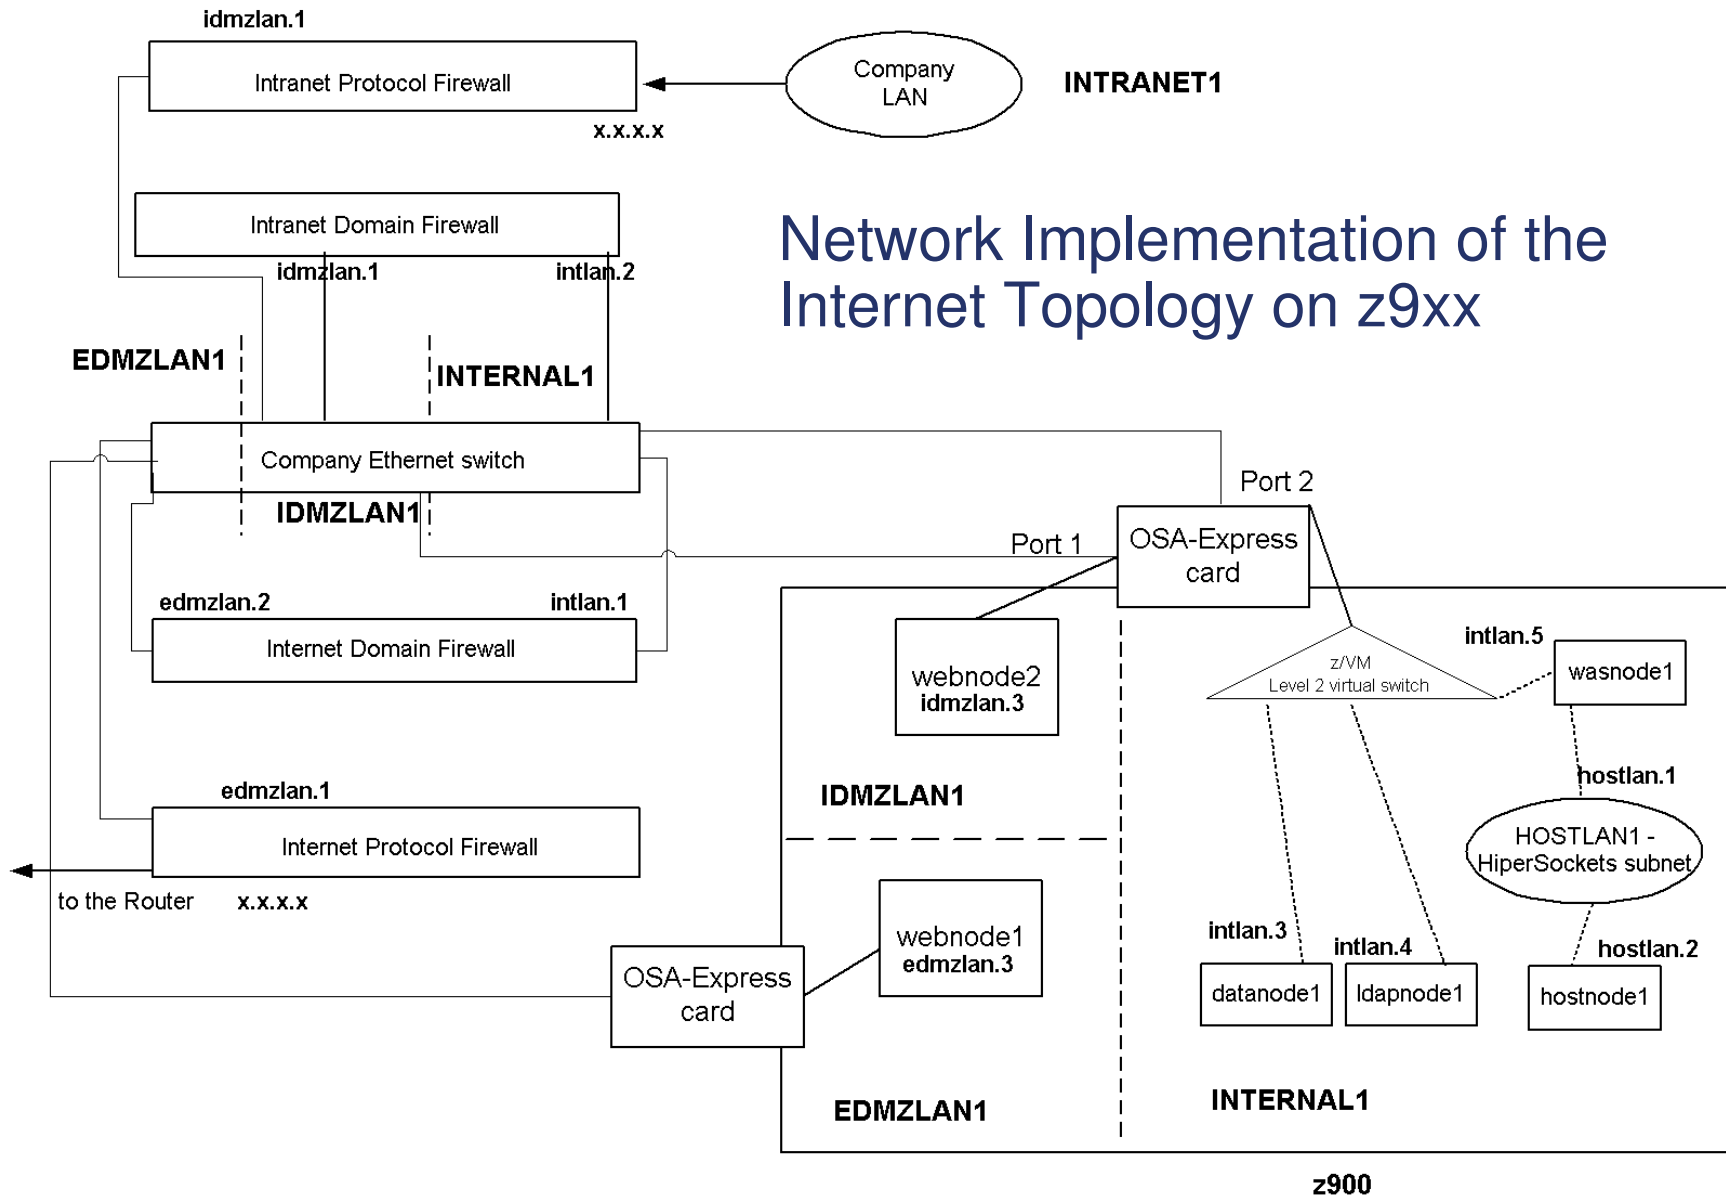 idmzlan.1
Intranet Protocol Firewall
Company
LAN
INTRANET1
x.x.x.x
Intranet Domain Firewall
idmzlan.1
intlan.2
Network Implementation of the
Internet Topology on z9xx
EDMZLAN1
INTERNAL1
Company Ethernet switch
IDMZLAN1
Port 2
Port 1
OSA-Express
card
edmzlan.2
intlan.1
Internet Domain Firewall
webnode2
idmzlan.3
z/VM
Level 2 virtual switch
intlan.5
wasnode1
IDMZLAN1
hostlan.1
edmzlan.1
Internet Protocol Firewall
HOSTLAN1 -
HiperSockets subnet
to the Router
x.x.x.x
webnode1
edmzlan.3
intlan.3
intlan.4
hostlan.2
OSA-Express
card
datanode1
ldapnode1
hostnode1
EDMZLAN1
INTERNAL1
z900